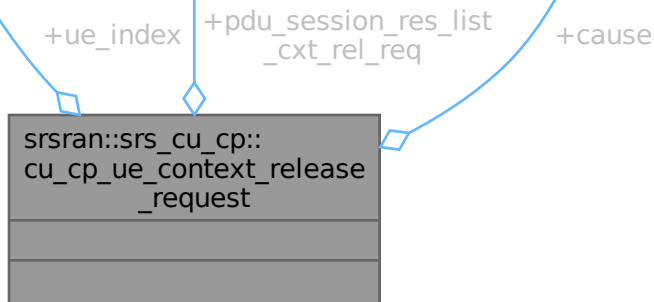 +ue_index
+pdu_session_res_list
_cxt_rel_req
+cause
srsran::srs_cu_cp::
cu_cp_ue_context_release
_request